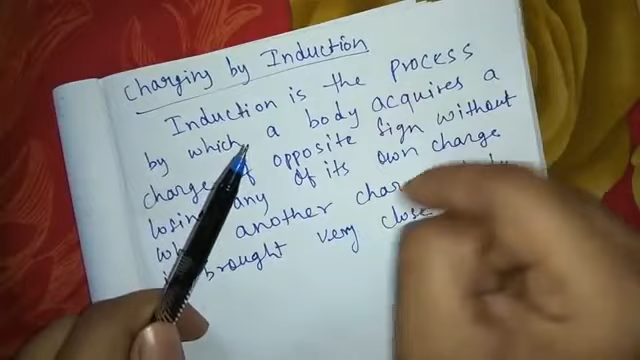 Charging by Induction
Induction is the process
by which a body acquires a
charge of opposite sign without
losing any of its own charge
another
brought very close